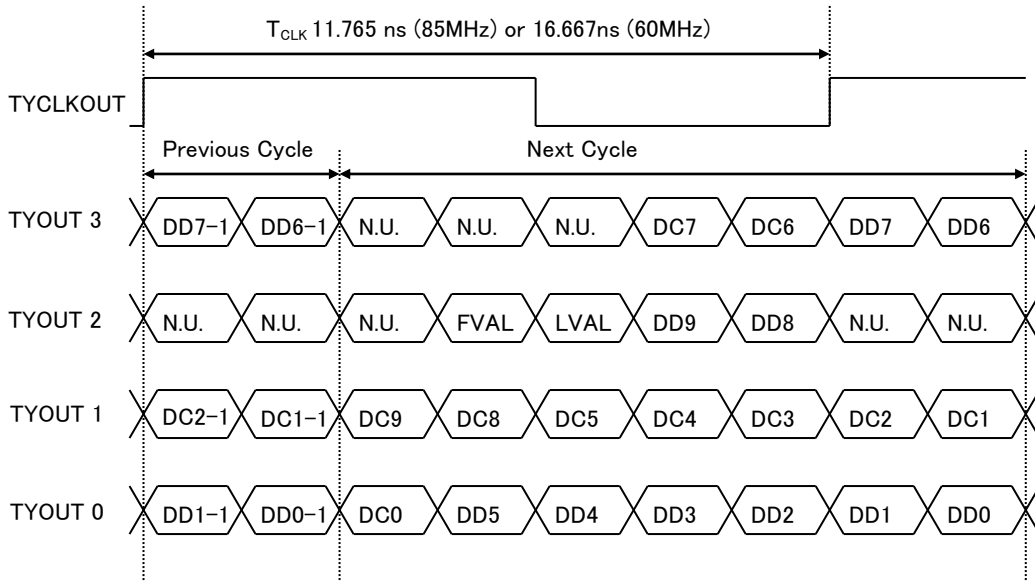 T CLK 11.765 ns (85MHz) or 16.667ns (60MHz)
TYCLKOUT
Previous Cycle Next Cycle
TYOUT 3 DD7-1 DD6-1 N.U. N.U. N.U. DC7 DC6 DD7 DD6
TYOUT 2 N.U. N.U. N.U. FVAL LVAL DD9 DD8 N.U. N.U.
TYOUT 1 DC2-1 DC1-1 DC9 DC8 DC5 DC4 DC3 DC2 DC1
TYOUT 0 DD1-1 DD0-1 DC0 DD5 DD4 DD3 DD2 DD1 DD0